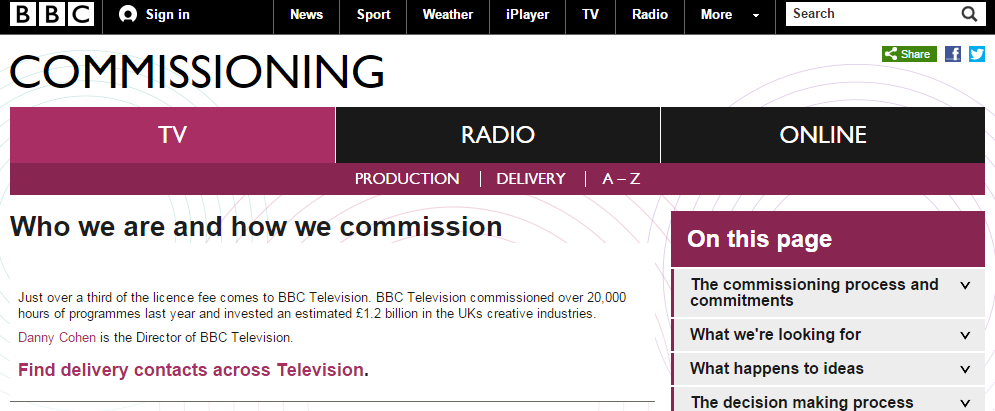 BBC Sign in News Sport Weather iPlayer TV Radio More Search
Share
COMMISSIONING
TV RADIO ONLINE
PRODUCTION DELIVERY A – Z
Who we are and how we commission
Just over a third of the licence fee comes to BBC Television. BBC Television commissioned over 20,000
hours of programmes last year and invested an estimated £1.2 billion in the UKs creative industries.
Danny Cohen is the Director of BBC Television.
Find delivery contacts across Television.
On this page
The commissioning process and
commitments
What we're looking for
What happens to ideas
The decision making process